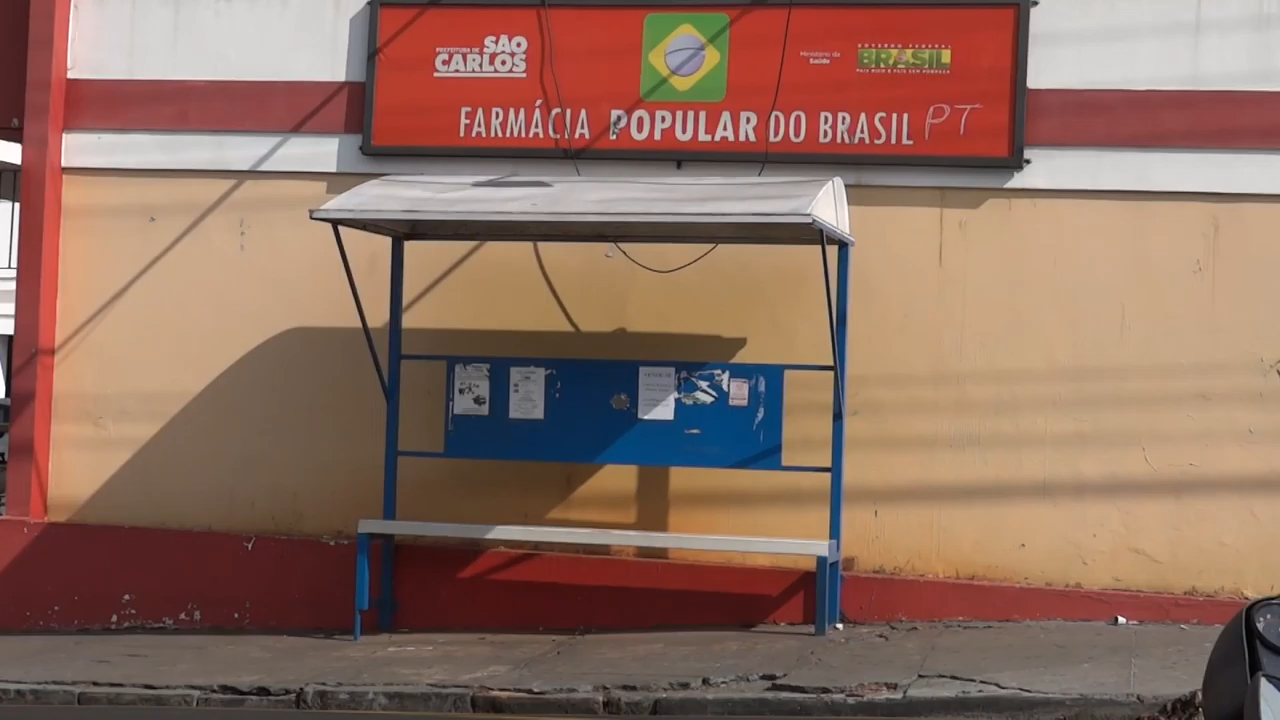 PREFEITURA DE SÃO
CARLOS
Ministério da
Saúde
GOVERNO FEDERAL
BRASIL
PAÍS RICO É PAÍS SEM POBREZA
FARMÁCIA POPULAR DO BRASIL PT